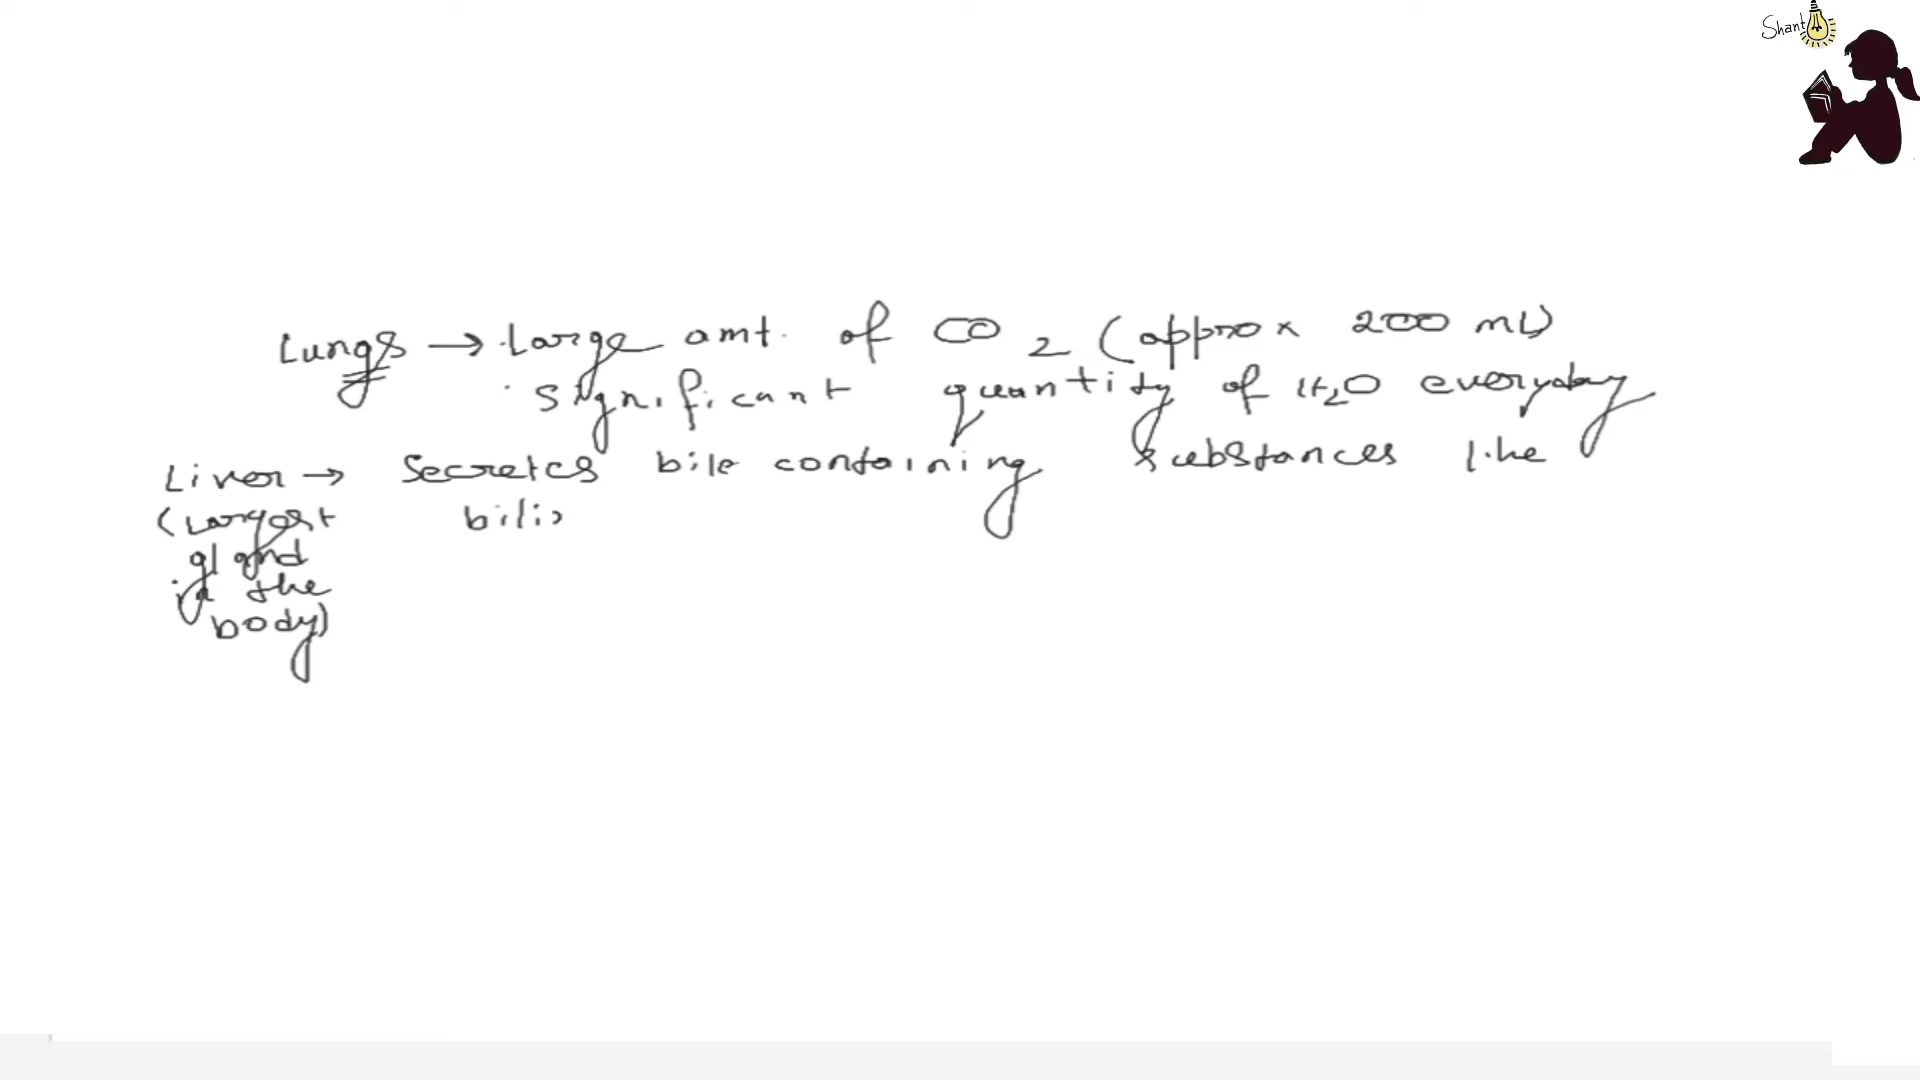 Shant
Lungs → Large amt. of CO2 (approx 200 ml)
significant quantity of H2O everyday
Liver → Secretes bile containing substances like
(Largest
gland
in the
body)
bili